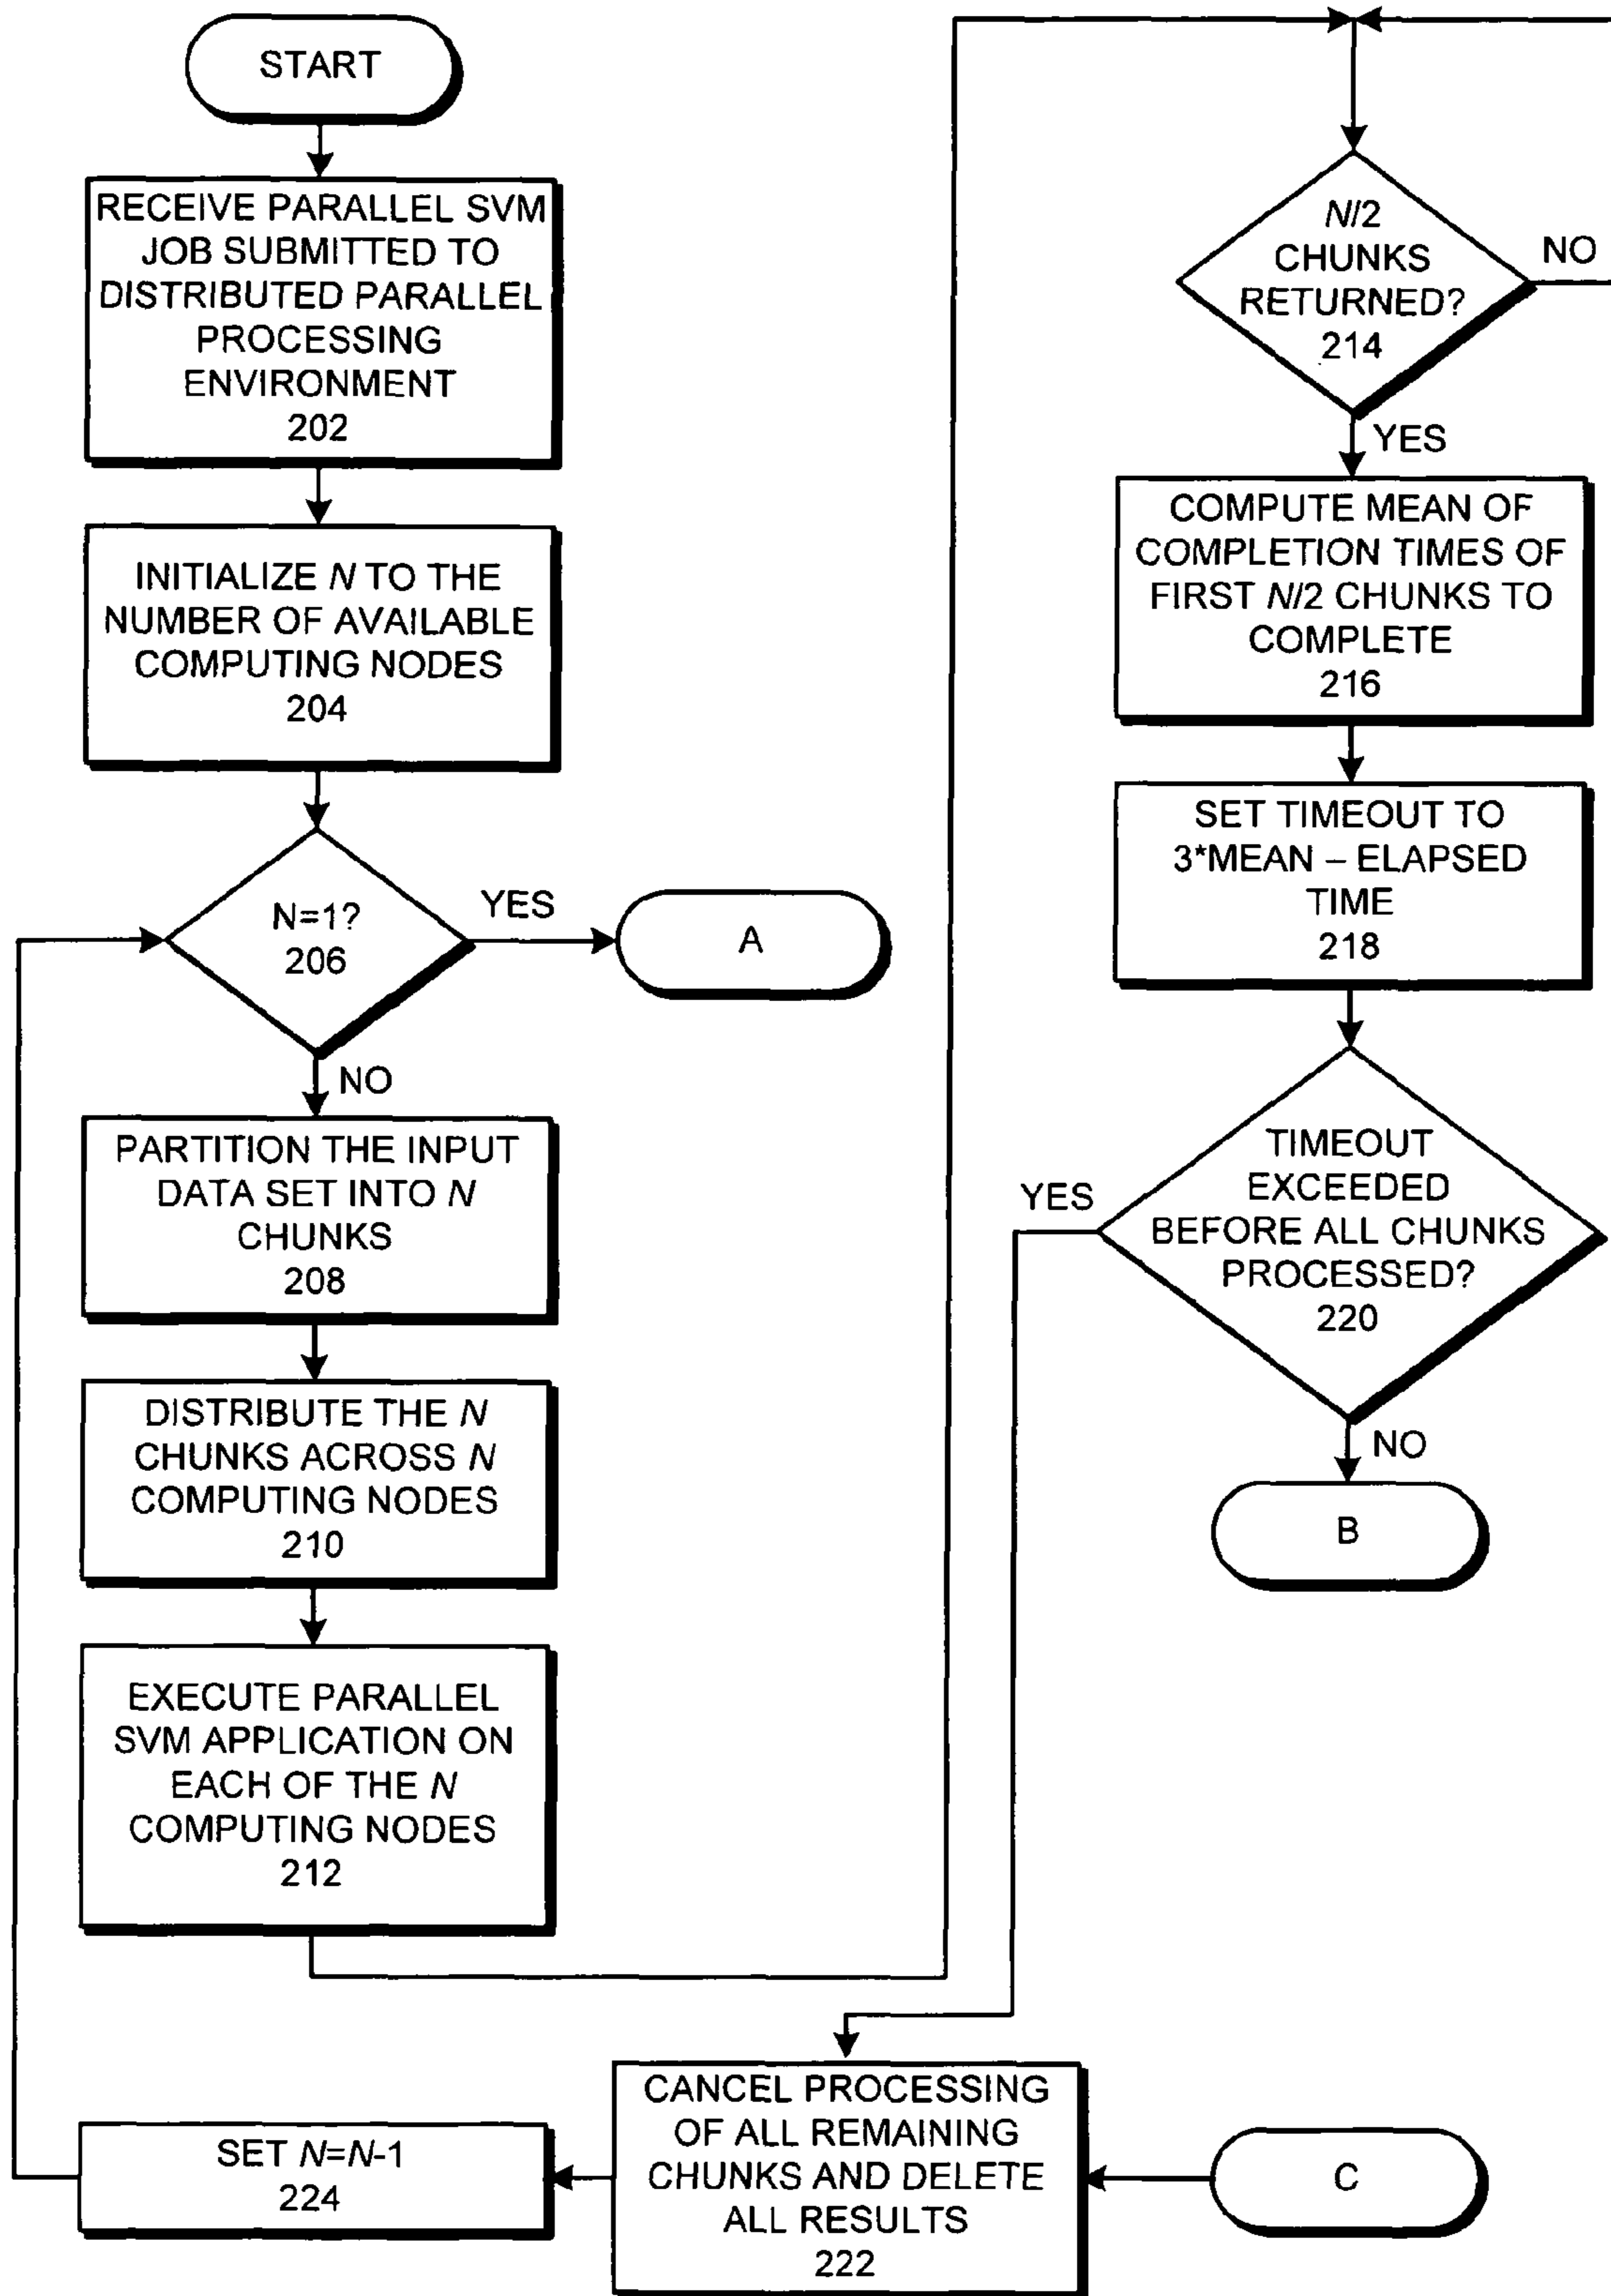 START
RECEIVE PARALLEL SVM
JOB SUBMITTED TO
DISTRIBUTED PARALLEL
PROCESSING
ENVIRONMENT
202
INITIALIZE N TO THE
NUMBER OF AVAILABLE
COMPUTING NODES
204
N=1?
206
YES
A
NO
PARTITION THE INPUT
DATA SET INTO N
CHUNKS
208
DISTRIBUTE THE N
CHUNKS ACROSS N
COMPUTING NODES
210
EXECUTE PARALLEL
SVM APPLICATION ON
EACH OF THE N
COMPUTING NODES
212
N/2
CHUNKS
RETURNED?
214
NO
YES
COMPUTE MEAN OF
COMPLETION TIMES OF
FIRST N/2 CHUNKS TO
COMPLETE
216
SET TIMEOUT TO
3*MEAN – ELAPSED
TIME
218
TIMEOUT
EXCEEDED
BEFORE ALL CHUNKS
PROCESSED?
220
YES
NO
B
CANCEL PROCESSING
OF ALL REMAINING
CHUNKS AND DELETE
ALL RESULTS
222
C
SET N=N-1
224